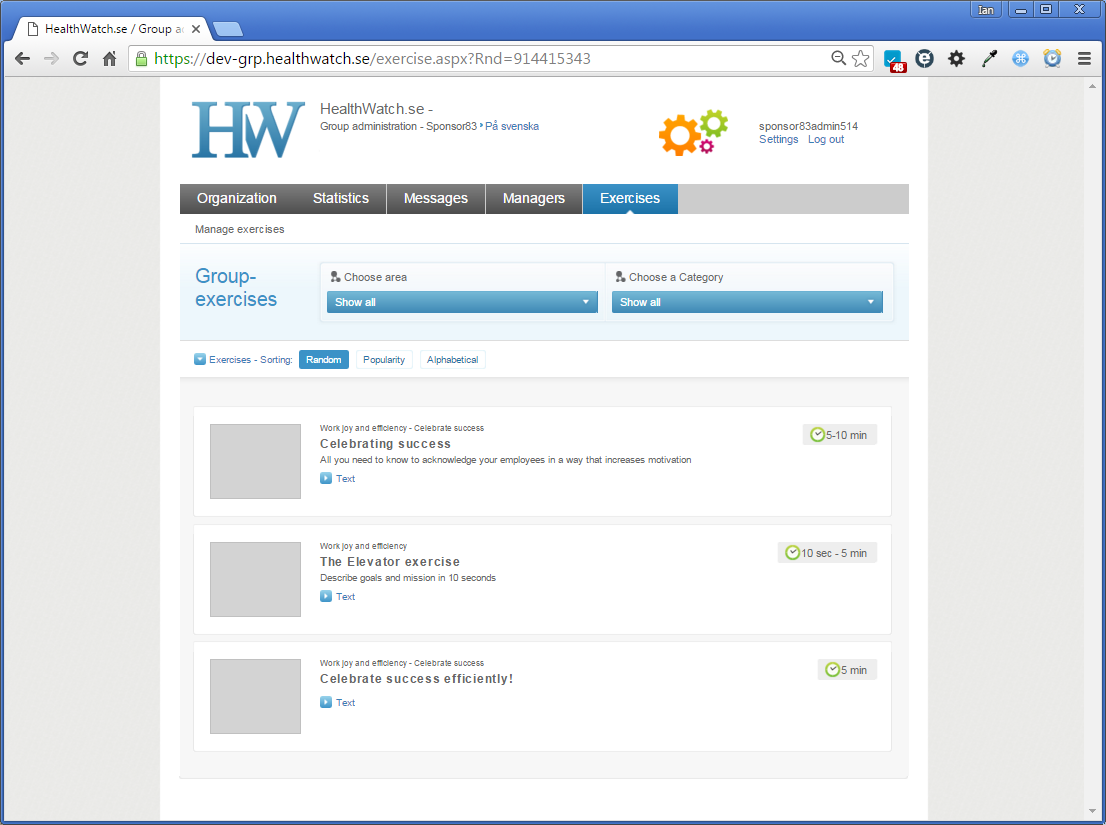 Ian
HealthWatch.se / Group a
https://dev-grp.healthwatch.se/exercise.aspx?Rnd=914415343
48
HW
HealthWatch.se -
Group administration - Sponsor83 På svenska
sponsor83admin514
Settings Log out
Organization Statistics Messages Managers Exercises
Manage exercises
Group-
exercises
Choose area
Show all
Choose a Category
Show all
Exercises - Sorting: Random Popularity Alphabetical
Work joy and efficiency - Celebrate success
Celebrating success
5-10 min
All you need to know to acknowledge your employees in a way that increases motivation
Text
Work joy and efficiency
The Elevator exercise
10 sec - 5 min
Describe goals and mission in 10 seconds
Text
Work joy and efficiency - Celebrate success
Celebrate success efficiently!
5 min
Text